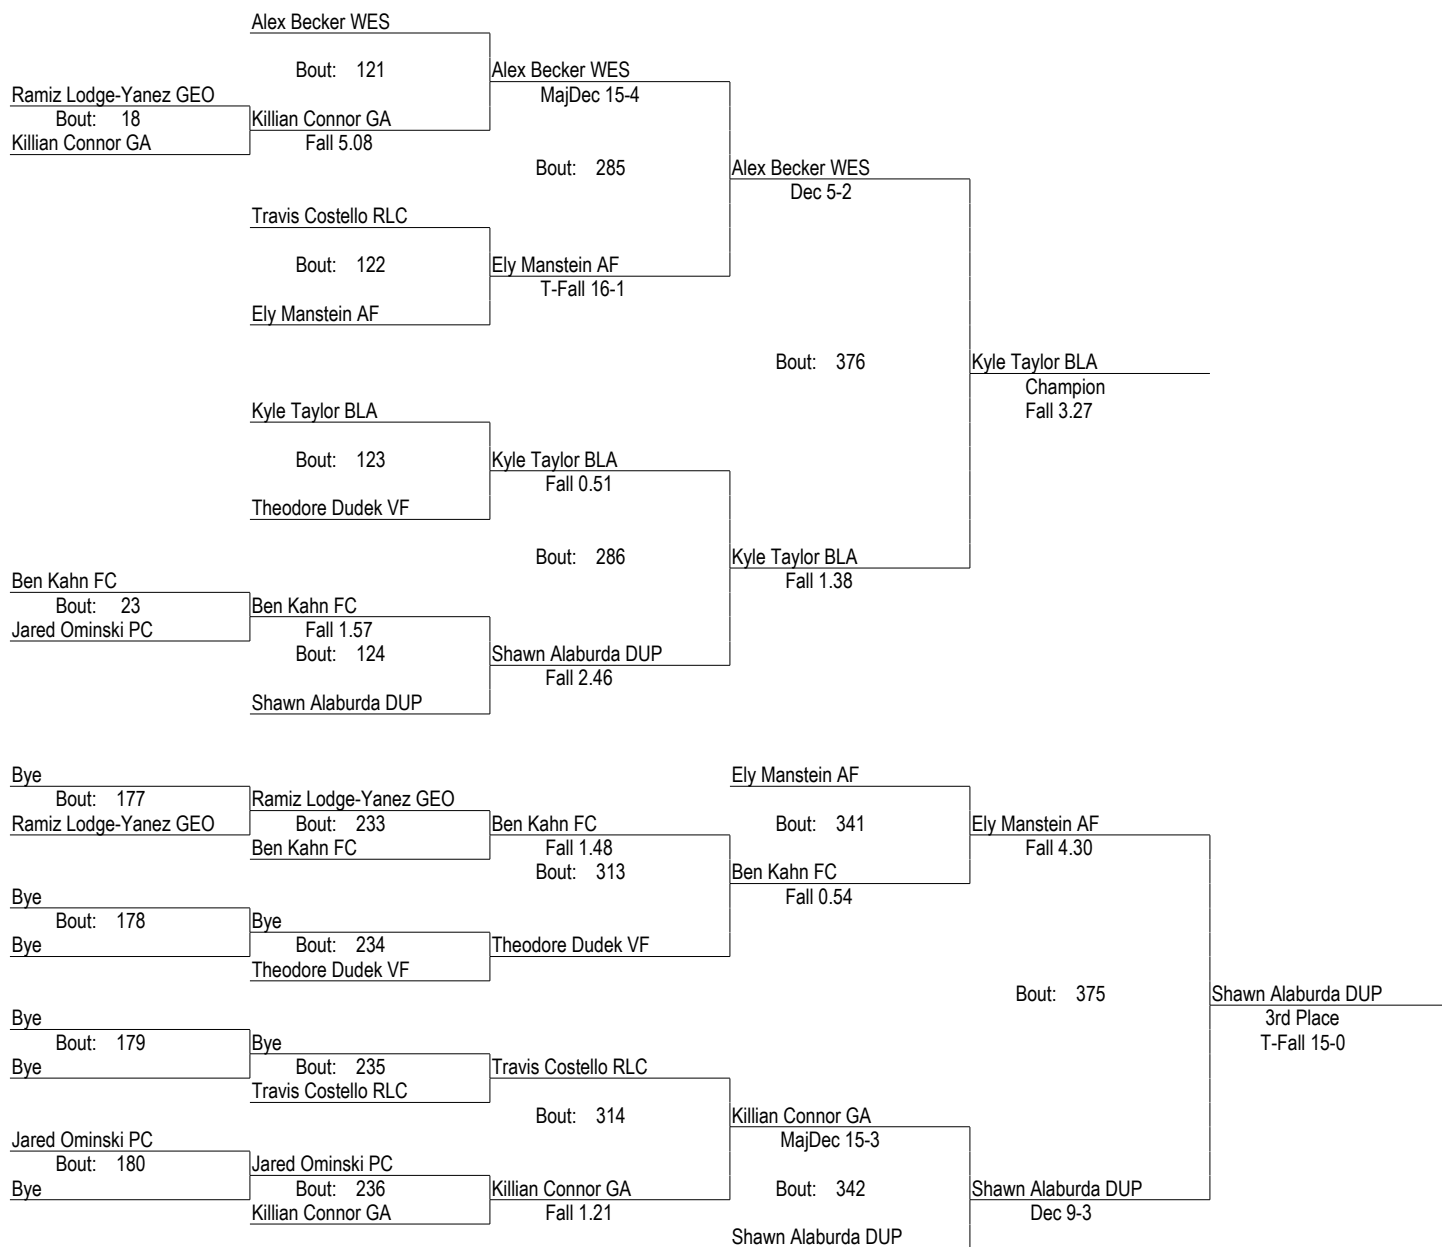 Alex Becker WES
Bout: 121
Alex Becker WES
Ramiz Lodge-Yanez GEO
MajDec 15-4
Bout: 18
Killian Connor GA
Killian Connor GA
Fall 5.08
Bout: 285
Alex Becker WES
Dec 5-2
Travis Costello RLC
Bout: 122
Ely Manstein AF
T-Fall 16-1
Ely Manstein AF
Bout: 376
Kyle Taylor BLA
Champion
Kyle Taylor BLA
Fall 3.27
Bout: 123
Kyle Taylor BLA
Fall 0.51
Theodore Dudek VF
Bout: 286
Kyle Taylor BLA
Ben Kahn FC
Fall 1.38
Bout: 23
Ben Kahn FC
Jared Ominski PC
Fall 1.57
Bout: 124
Shawn Alaburda DUP
Fall 2.46
Shawn Alaburda DUP
Bye
Ely Manstein AF
Bout: 177
Ramiz Lodge-Yanez GEO
Ramiz Lodge-Yanez GEO
Bout: 233
Ben Kahn FC
Bout: 341
Ely Manstein AF
Ben Kahn FC
Fall 1.48
Fall 4.30
Bout: 313
Ben Kahn FC
Bye
Fall 0.54
Bout: 178
Bye
Bye
Bout: 234
Theodore Dudek VF
Theodore Dudek VF
Bout: 375
Shawn Alaburda DUP
Bye
3rd Place
Bout: 179
Bye
T-Fall 15-0
Bye
Bout: 235
Travis Costello RLC
Travis Costello RLC
Bout: 314
Killian Connor GA
Jared Ominski PC
MajDec 15-3
Bout: 180
Jared Ominski PC
Bye
Bout: 236
Killian Connor GA
Bout: 342
Shawn Alaburda DUP
Killian Connor GA
Fall 1.21
Dec 9-3
Shawn Alaburda DUP